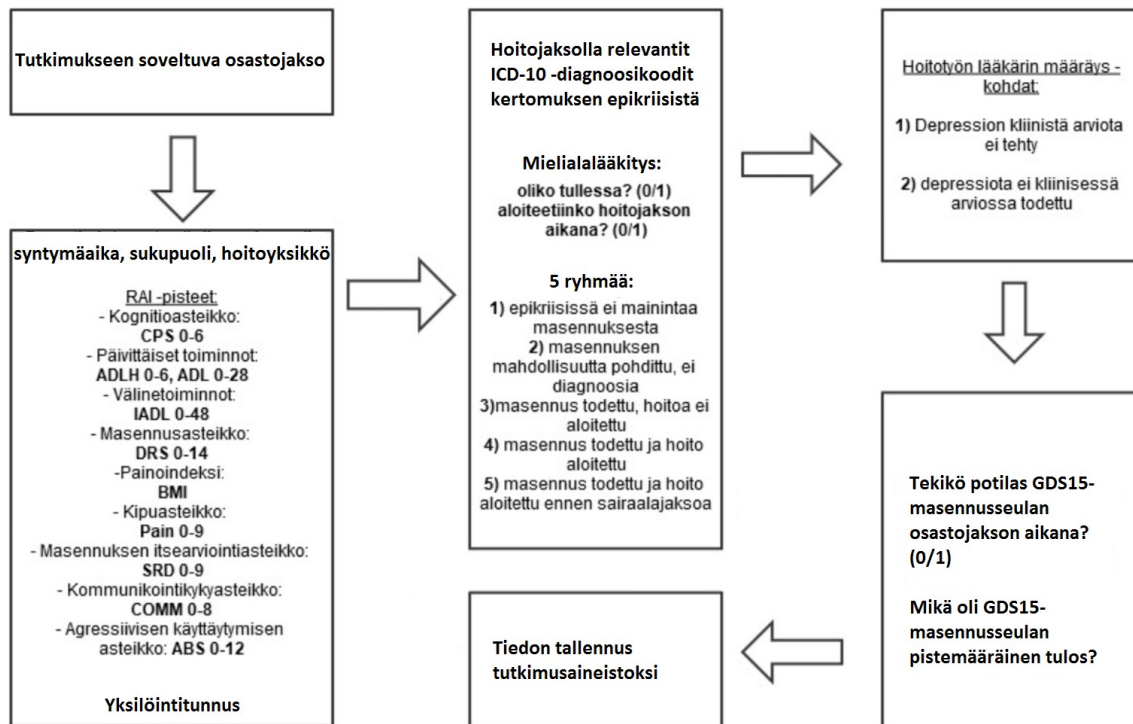 Tutkimukseen soveltuva osastojakso
syntymäaika, sukupuoli, hoitoyksikkö
RAI -pisteet:
- Kognitioasteikko:
CPS 0-6
- Päivittäiset toiminnot:
ADLH 0-6, ADL 0-28
- Välinetoiminnot:
IADL 0-48
- Masennusasteikko:
DRS 0-14
-Painoindeksi:
BMI
- Kipuasteikko:
Pain 0-9
- Masennuksen itsearviointiasteikko:
SRD 0-9
- Kommunikointikykyasteikko:
COMM 0-8
- Agressiivisen käyttäytymisen
asteikko: ABS 0-12
Yksilöintitunnus
Hoitojaksolla relevantit
ICD-10 -diagnoosikoodit
kertomuksen epikriisistä
Mielialalääkitys:
oliko tullessa? (0/1)
aloiteetiinko hoitojakson
aikana? (0/1)
5 ryhmää:
1) epikriisissä ei mainintaa
masennuksesta
2) masennuksen
mahdollisuutta pohdittu, ei
diagnoosia
3)masennus todettu, hoitoa ei
aloitettu
4) masennus todettu ja hoito
aloitettu
5) masennus todettu ja hoito
aloitettu ennen sairaalajaksoa
Hoitotyön lääkärin määräys -
kohdat:
1) Depression kliinistä arviota
ei tehty
2) depressiota ei kliinisessä
arviossa todettu
Tekikö potilas GDS15-
masennusseulan
osastojakson aikana?
(0/1)
Mikä oli GDS15-
masennusseulan
pistemääräinen tulos?
Tiedon tallennus
tutkimusaineistoksi